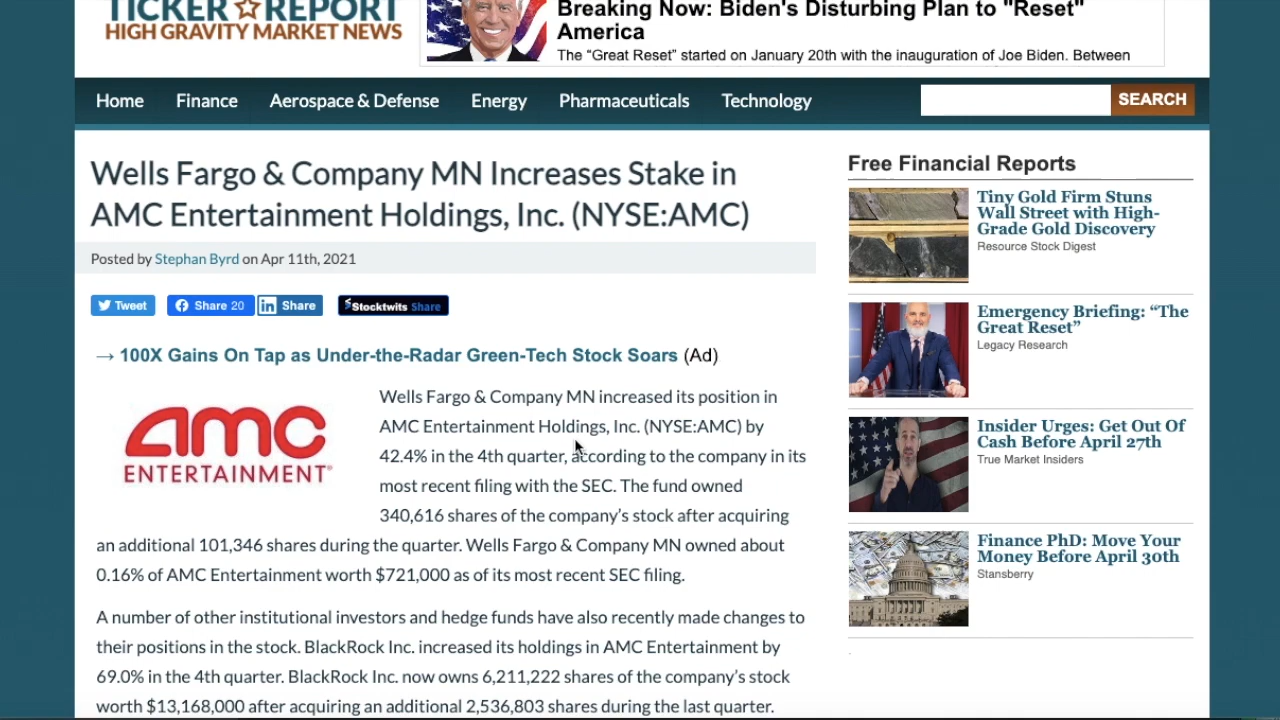 TICKER REPORT
HIGH GRAVITY MARKET NEWS
Breaking Now: Biden's Disturbing Plan to "Reset"
America
The “Great Reset” started on January 20th with the inauguration of Joe Biden. Between
Home Finance Aerospace & Defense Energy Pharmaceuticals Technology SEARCH
Wells Fargo & Company MN Increases Stake in
AMC Entertainment Holdings, Inc. (NYSE:AMC)
Posted by Stephan Byrd on Apr 11th, 2021
Tweet Share 20 in Share Stocktwits Share
→ 100X Gains On Tap as Under-the-Radar Green-Tech Stock Soars (Ad)
amc
ENTERTAINMENT®
Wells Fargo & Company MN increased its position in
AMC Entertainment Holdings, Inc. (NYSE:AMC) by
42.4% in the 4th quarter, according to the company in its
most recent filing with the SEC. The fund owned
340,616 shares of the company’s stock after acquiring
an additional 101,346 shares during the quarter. Wells Fargo & Company MN owned about
0.16% of AMC Entertainment worth $721,000 as of its most recent SEC filing.
A number of other institutional investors and hedge funds have also recently made changes to
their positions in the stock. BlackRock Inc. increased its holdings in AMC Entertainment by
69.0% in the 4th quarter. BlackRock Inc. now owns 6,211,222 shares of the company’s stock
worth $13,168,000 after acquiring an additional 2,536,803 shares during the last quarter.
Free Financial Reports
Tiny Gold Firm Stuns
Wall Street with High-
Grade Gold Discovery
Resource Stock Digest
Emergency Briefing: “The
Great Reset”
Legacy Research
Insider Urges: Get Out Of
Cash Before April 27th
True Market Insiders
Finance PhD: Move Your
Money Before April 30th
Stansberry